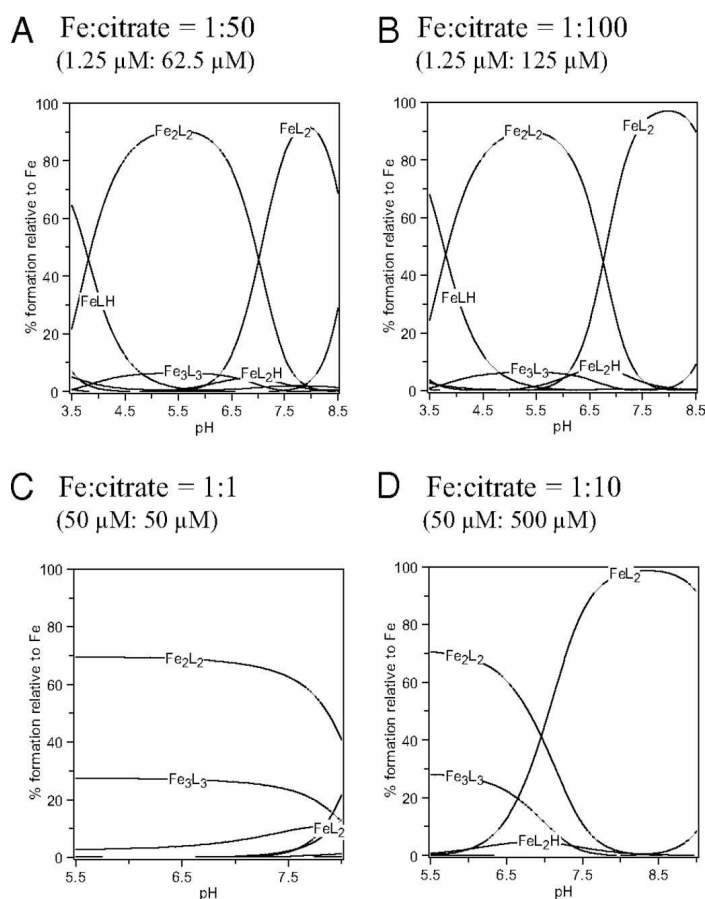 A Fe:citrate = 1:50
(1.25 µM: 62.5 µM)
% formation relative to Fe
100
80
60
40
20
0
Fe₂L₂
FeL₂
FeLH
Fe₃L₃
FeL₂H
3.5 4.5 5.5 6.5 7.5 8.5
pH
B Fe:citrate = 1:100
(1.25 µM: 125 µM)
% formation relative to Fe
100
80
60
40
20
0
Fe₂L₂
FeL₂
FeLH
Fe₃L₃
FeL₂H
3.5 4.5 5.5 6.5 7.5 8.5
pH
C Fe:citrate = 1:1
(50 µM: 50 µM)
% formation relative to Fe
100
80
60
40
20
0
Fe₂L₂
Fe₃L₃
FeL₂
5.5 6.5 7.5
pH
D Fe:citrate = 1:10
(50 µM: 500 µM)
% formation relative to Fe
100
80
60
40
20
0
FeL₂
Fe₂L₂
Fe₃L₃
FeL₂H
5.5 6.5 7.5 8.5
pH